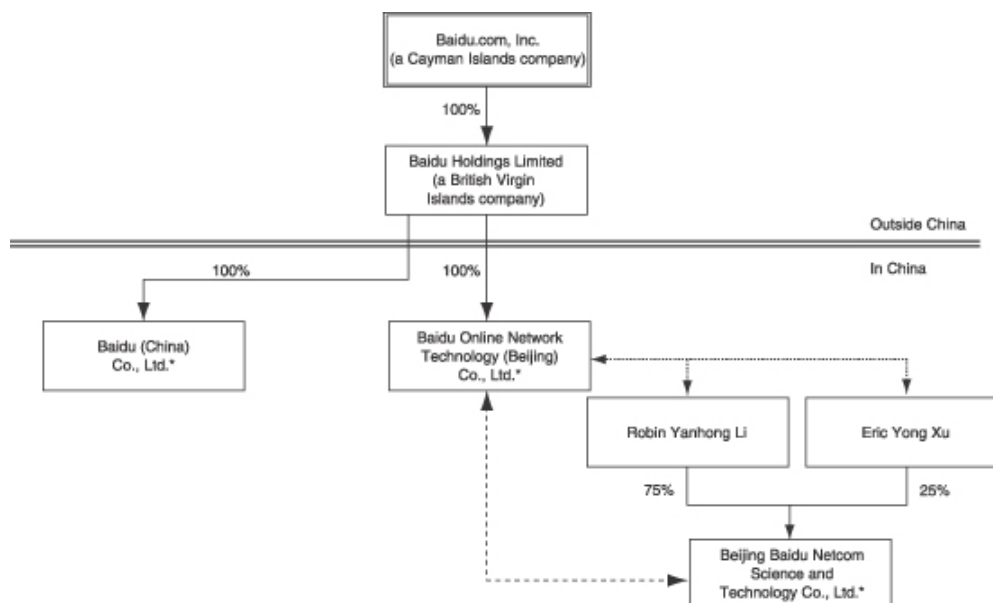 Baidu.com, Inc.
(a Cayman Islands company)
100%
Baidu Holdings Limited
(a British Virgin
Islands company)
Outside China
In China
100%
100%
Baidu (China)
Co., Ltd.*
Baidu Online Network
Technology (Beijing)
Co., Ltd.*
Robin Yanhong Li
Eric Yong Xu
75%
25%
Beijing Baidu Netcom
Science and
Technology Co., Ltd.*